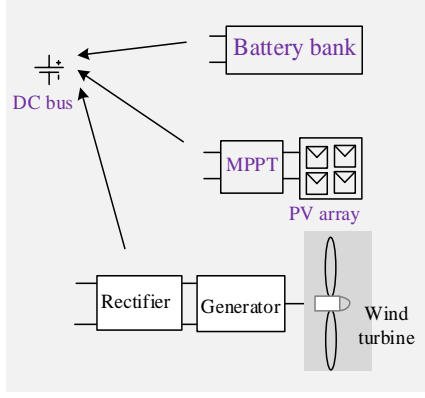 Battery bank
+
-
DC bus
MPPT
PV array
Rectifier
Generator
Wind
turbine